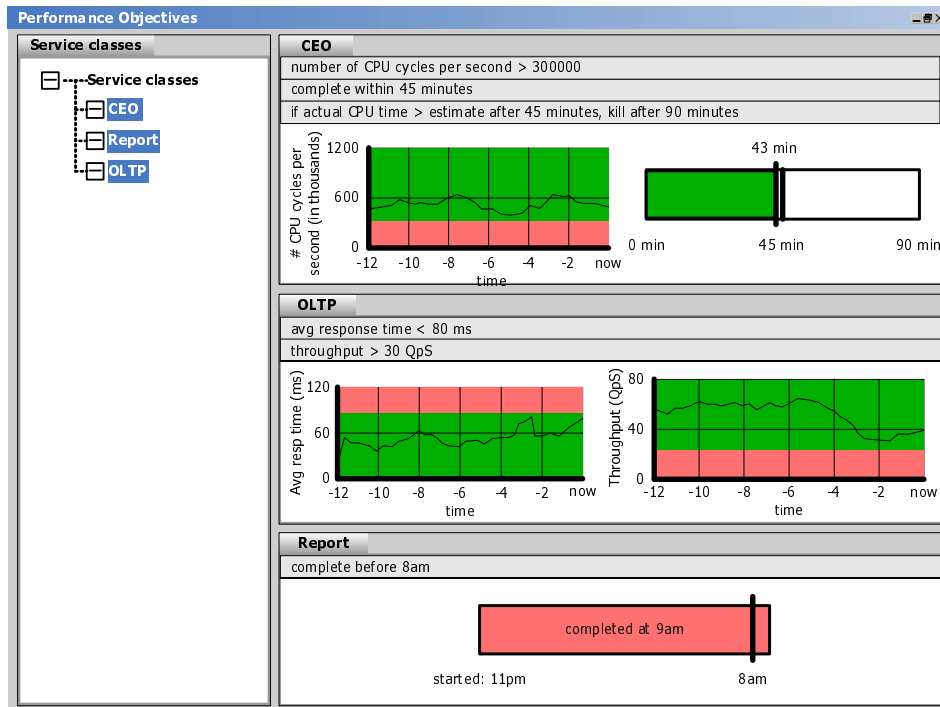 Performance Objectives
Service classes
Service classes
CEO
Report
OLTP
CEO
number of CPU cycles per second > 300000
complete within 45 minutes
if actual CPU time > estimate after 45 minutes, kill after 90 minutes
# CPU cycles per
second (in thousands)
1200
600
0
-12 -10 -8 -6 -4 -2 now
time
43 min
0 min 45 min 90 min
OLTP
avg response time < 80 ms
throughput > 30 QpS
Avg resp time (ms)
120
60
0
-12 -10 -8 -6 -4 -2 now
time
Throughput (QpS)
80
40
0
-12 -10 -8 -6 -4 -2 now
time
Report
complete before 8am
completed at 9am
started: 11pm 8am